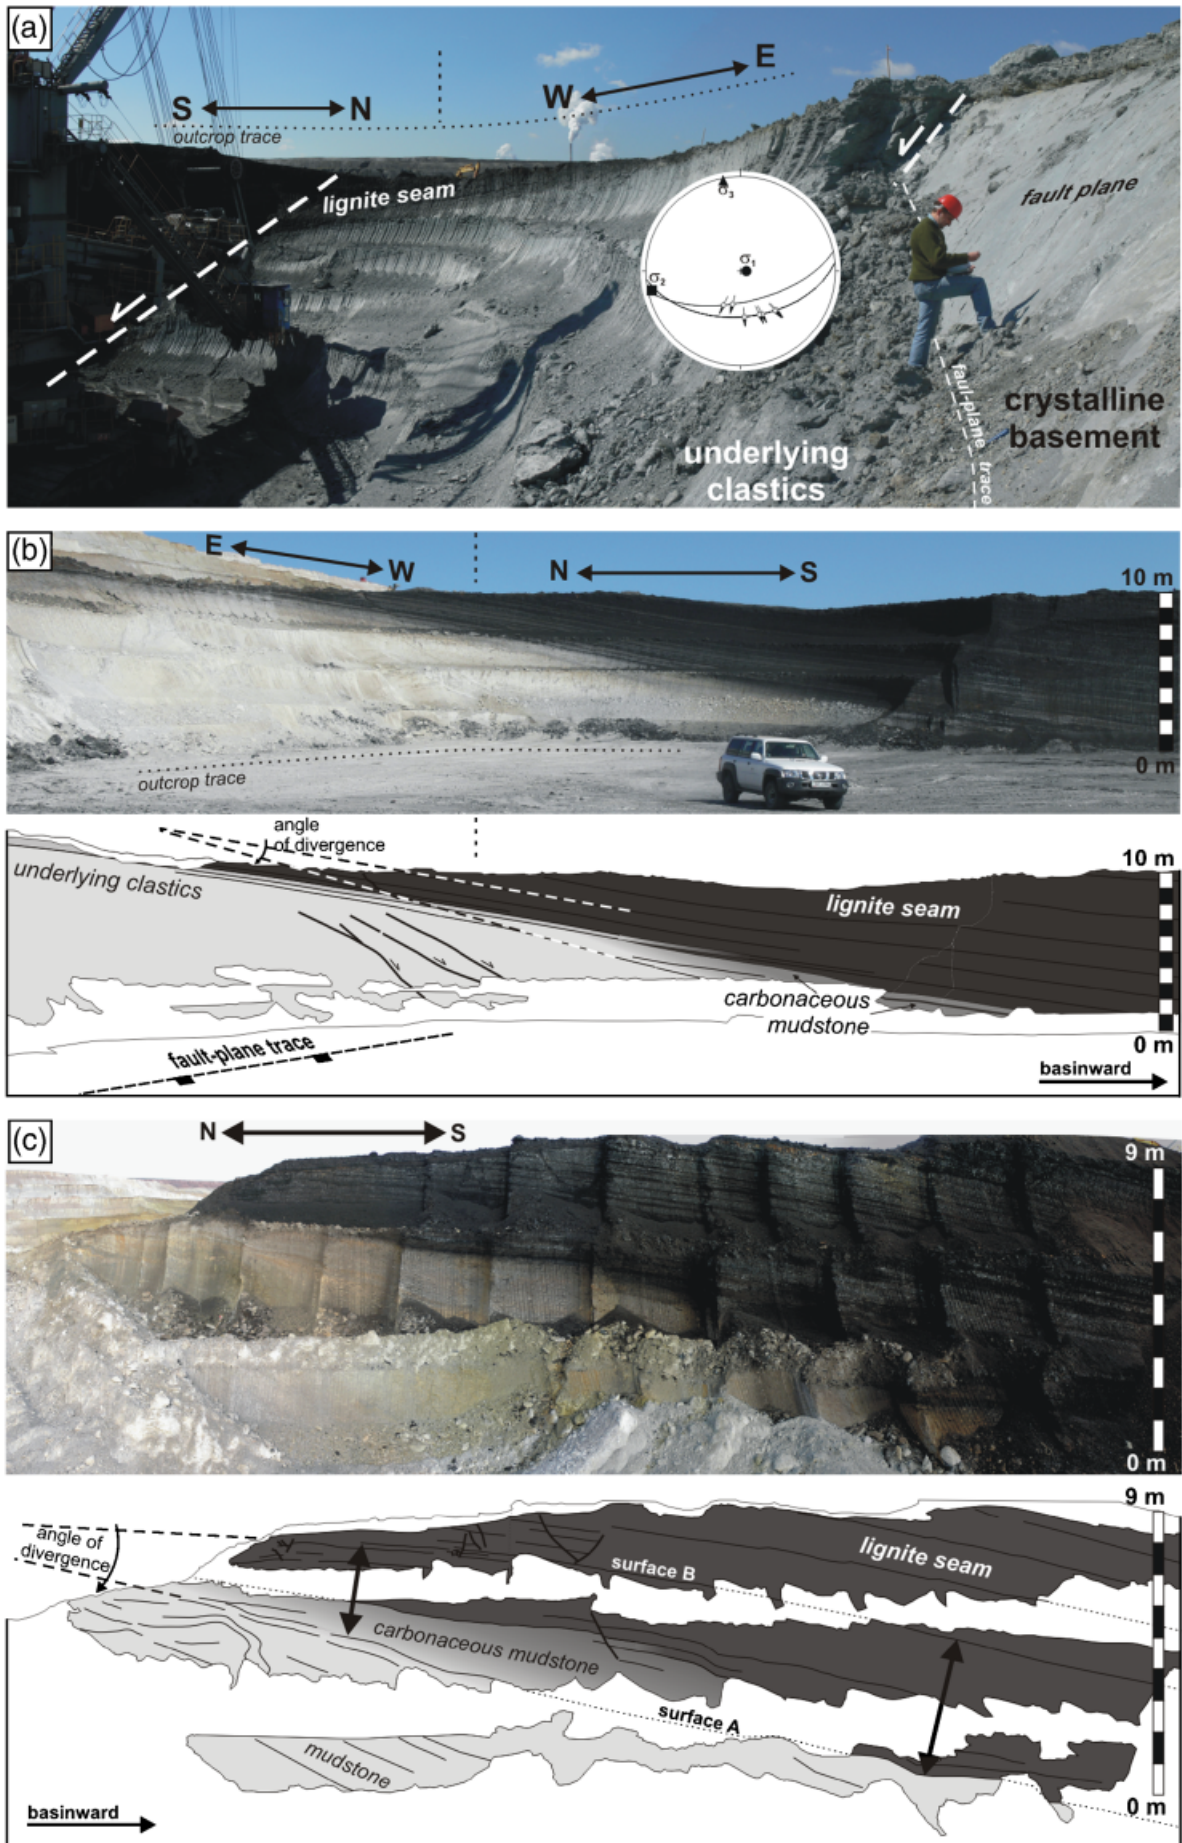 (a)
S
N
outcrop trace
W
E
lignite seam
σ3
σ1
σ2
fault plane
faul-plane trace
crystalline
basement
underlying
clastics
(b)
E
W
N
S
10 m
outcrop trace
0 m
angle
of divergence
10 m
underlying clastics
lignite seam
carbonaceous
mudstone
fault-plane trace
0 m
basinward
(c)
N
S
9 m
0 m
9 m
angle of
divergence
lignite seam
surface B
carbonaceous mudstone
surface A
mudstone
0 m
basinward